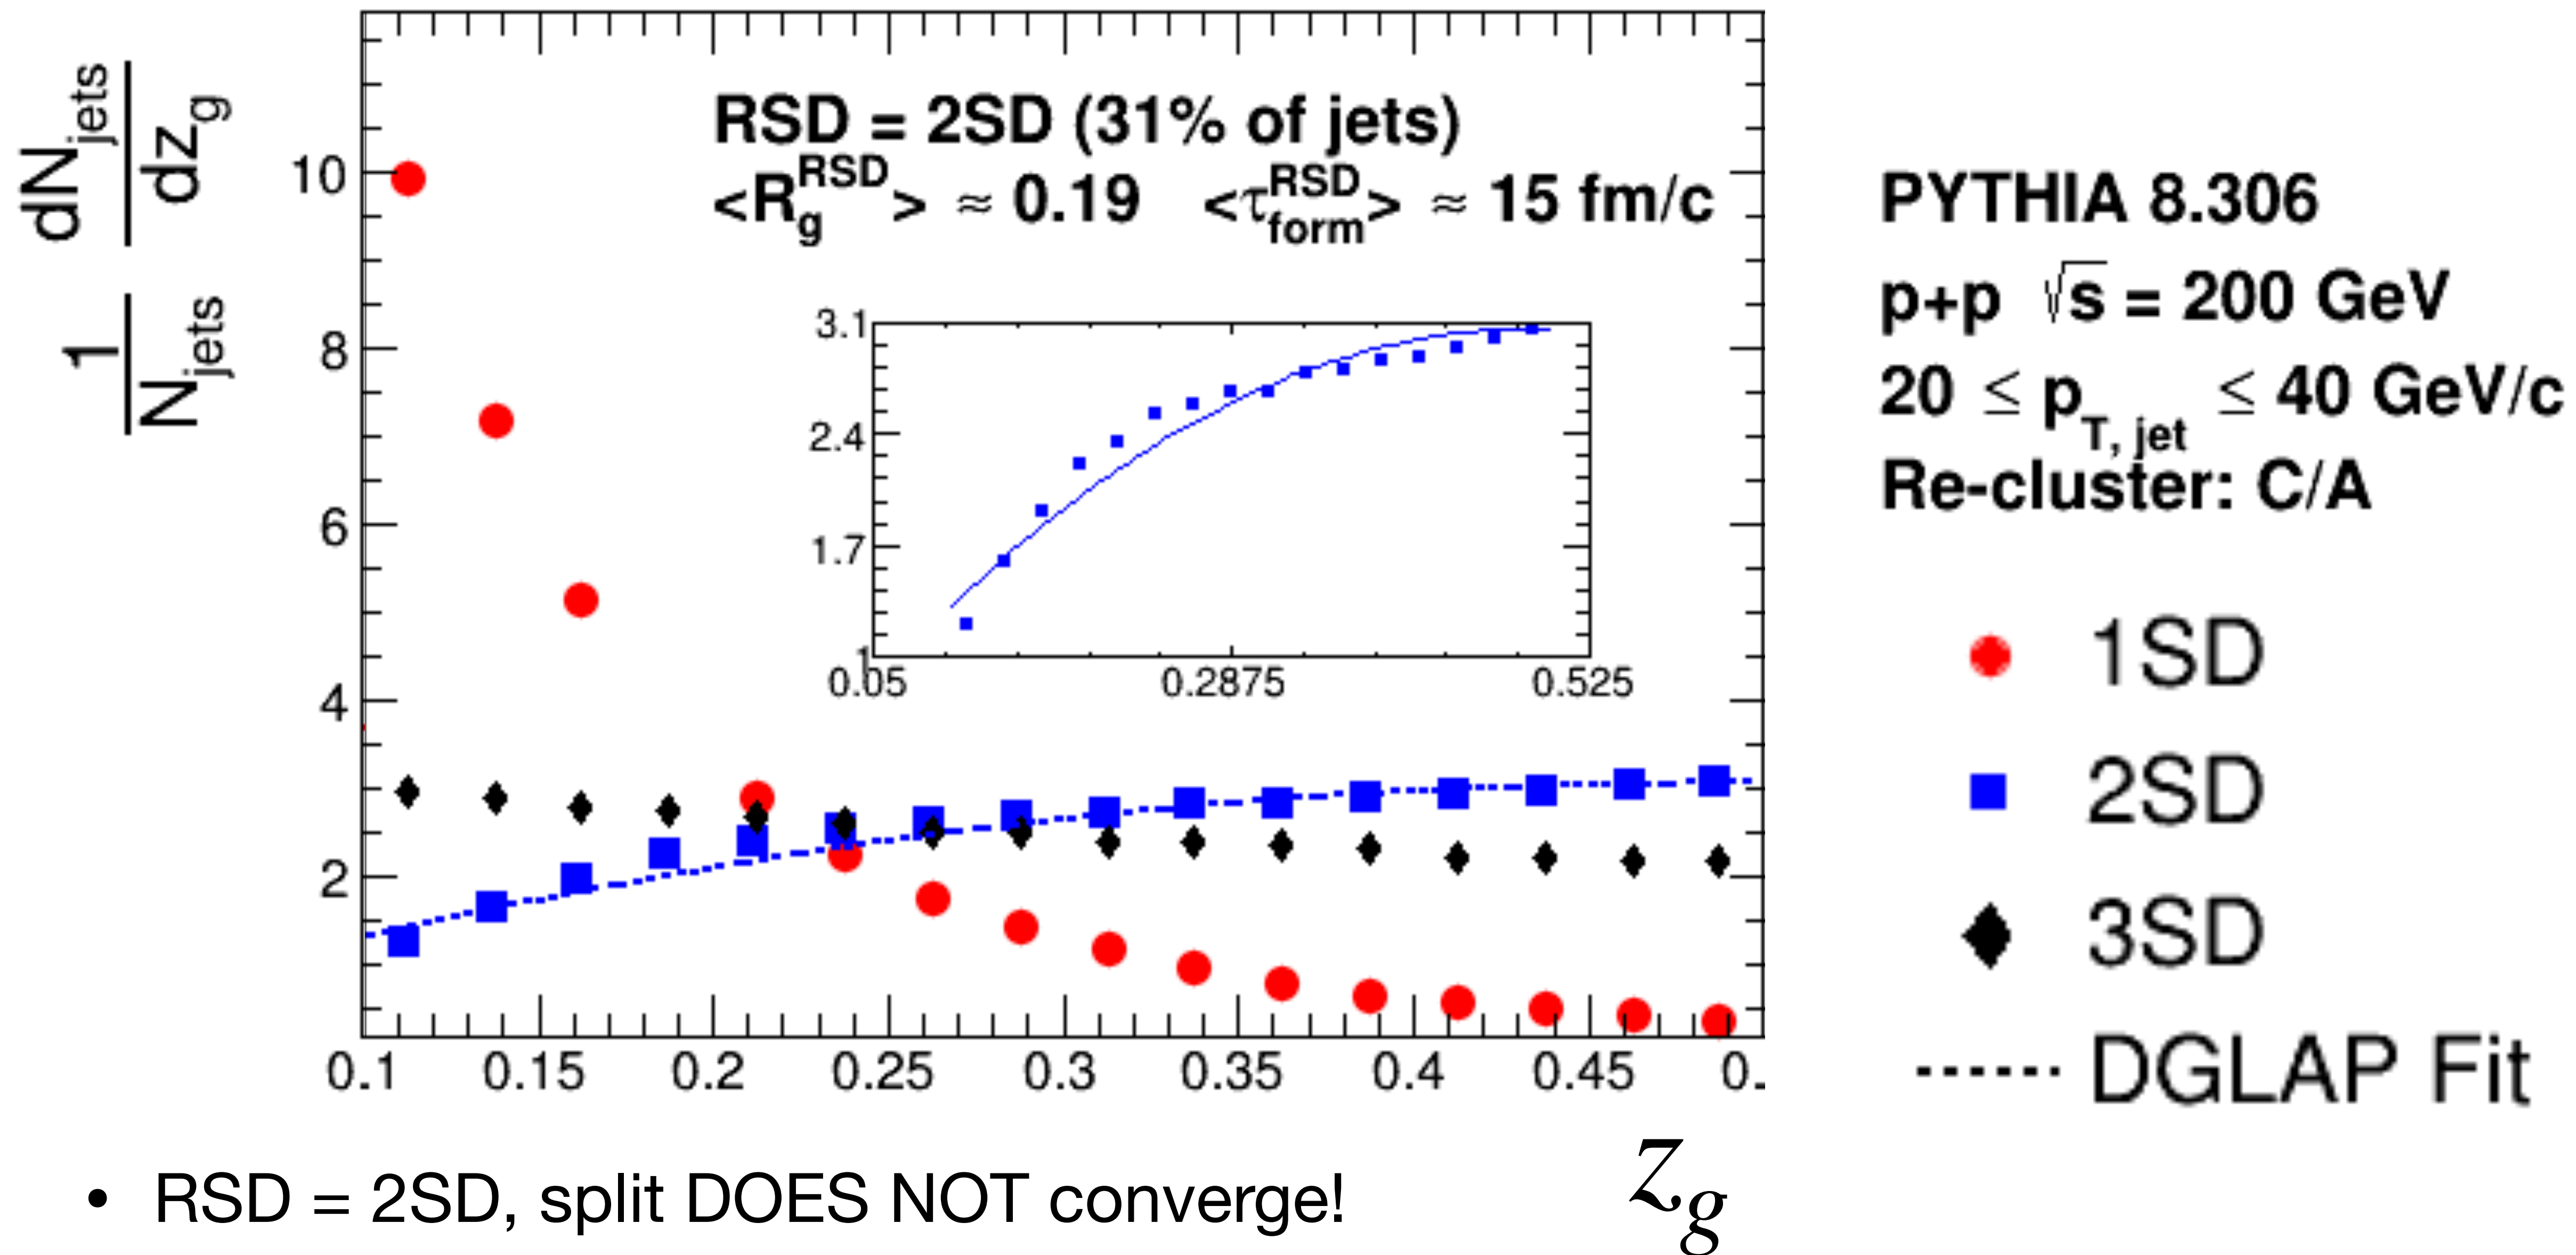 1/N_jets dN_jets/dz_g
RSD = 2SD (31% of jets)
<R_g^RSD> ≈ 0.19 <τ_form^RSD> ≈ 15 fm/c
10
8
6
4
2
3.1
2.4
1.7
1
0.05 0.2875 0.525
0.1 0.15 0.2 0.25 0.3 0.35 0.4 0.45 0.
z_g
PYTHIA 8.306
p+p √s = 200 GeV
20 ≤ p_T, jet ≤ 40 GeV/c
Re-cluster: C/A
1SD
2SD
3SD
DGLAP Fit
• RSD = 2SD, split DOES NOT converge!